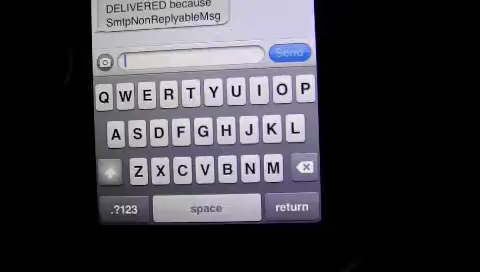 DELIVERED because
SmtpNonReplyableMsg
Send
Q W E R T Y U I O P
A S D F G H J K L
Z X C V B N M
.?123 space return